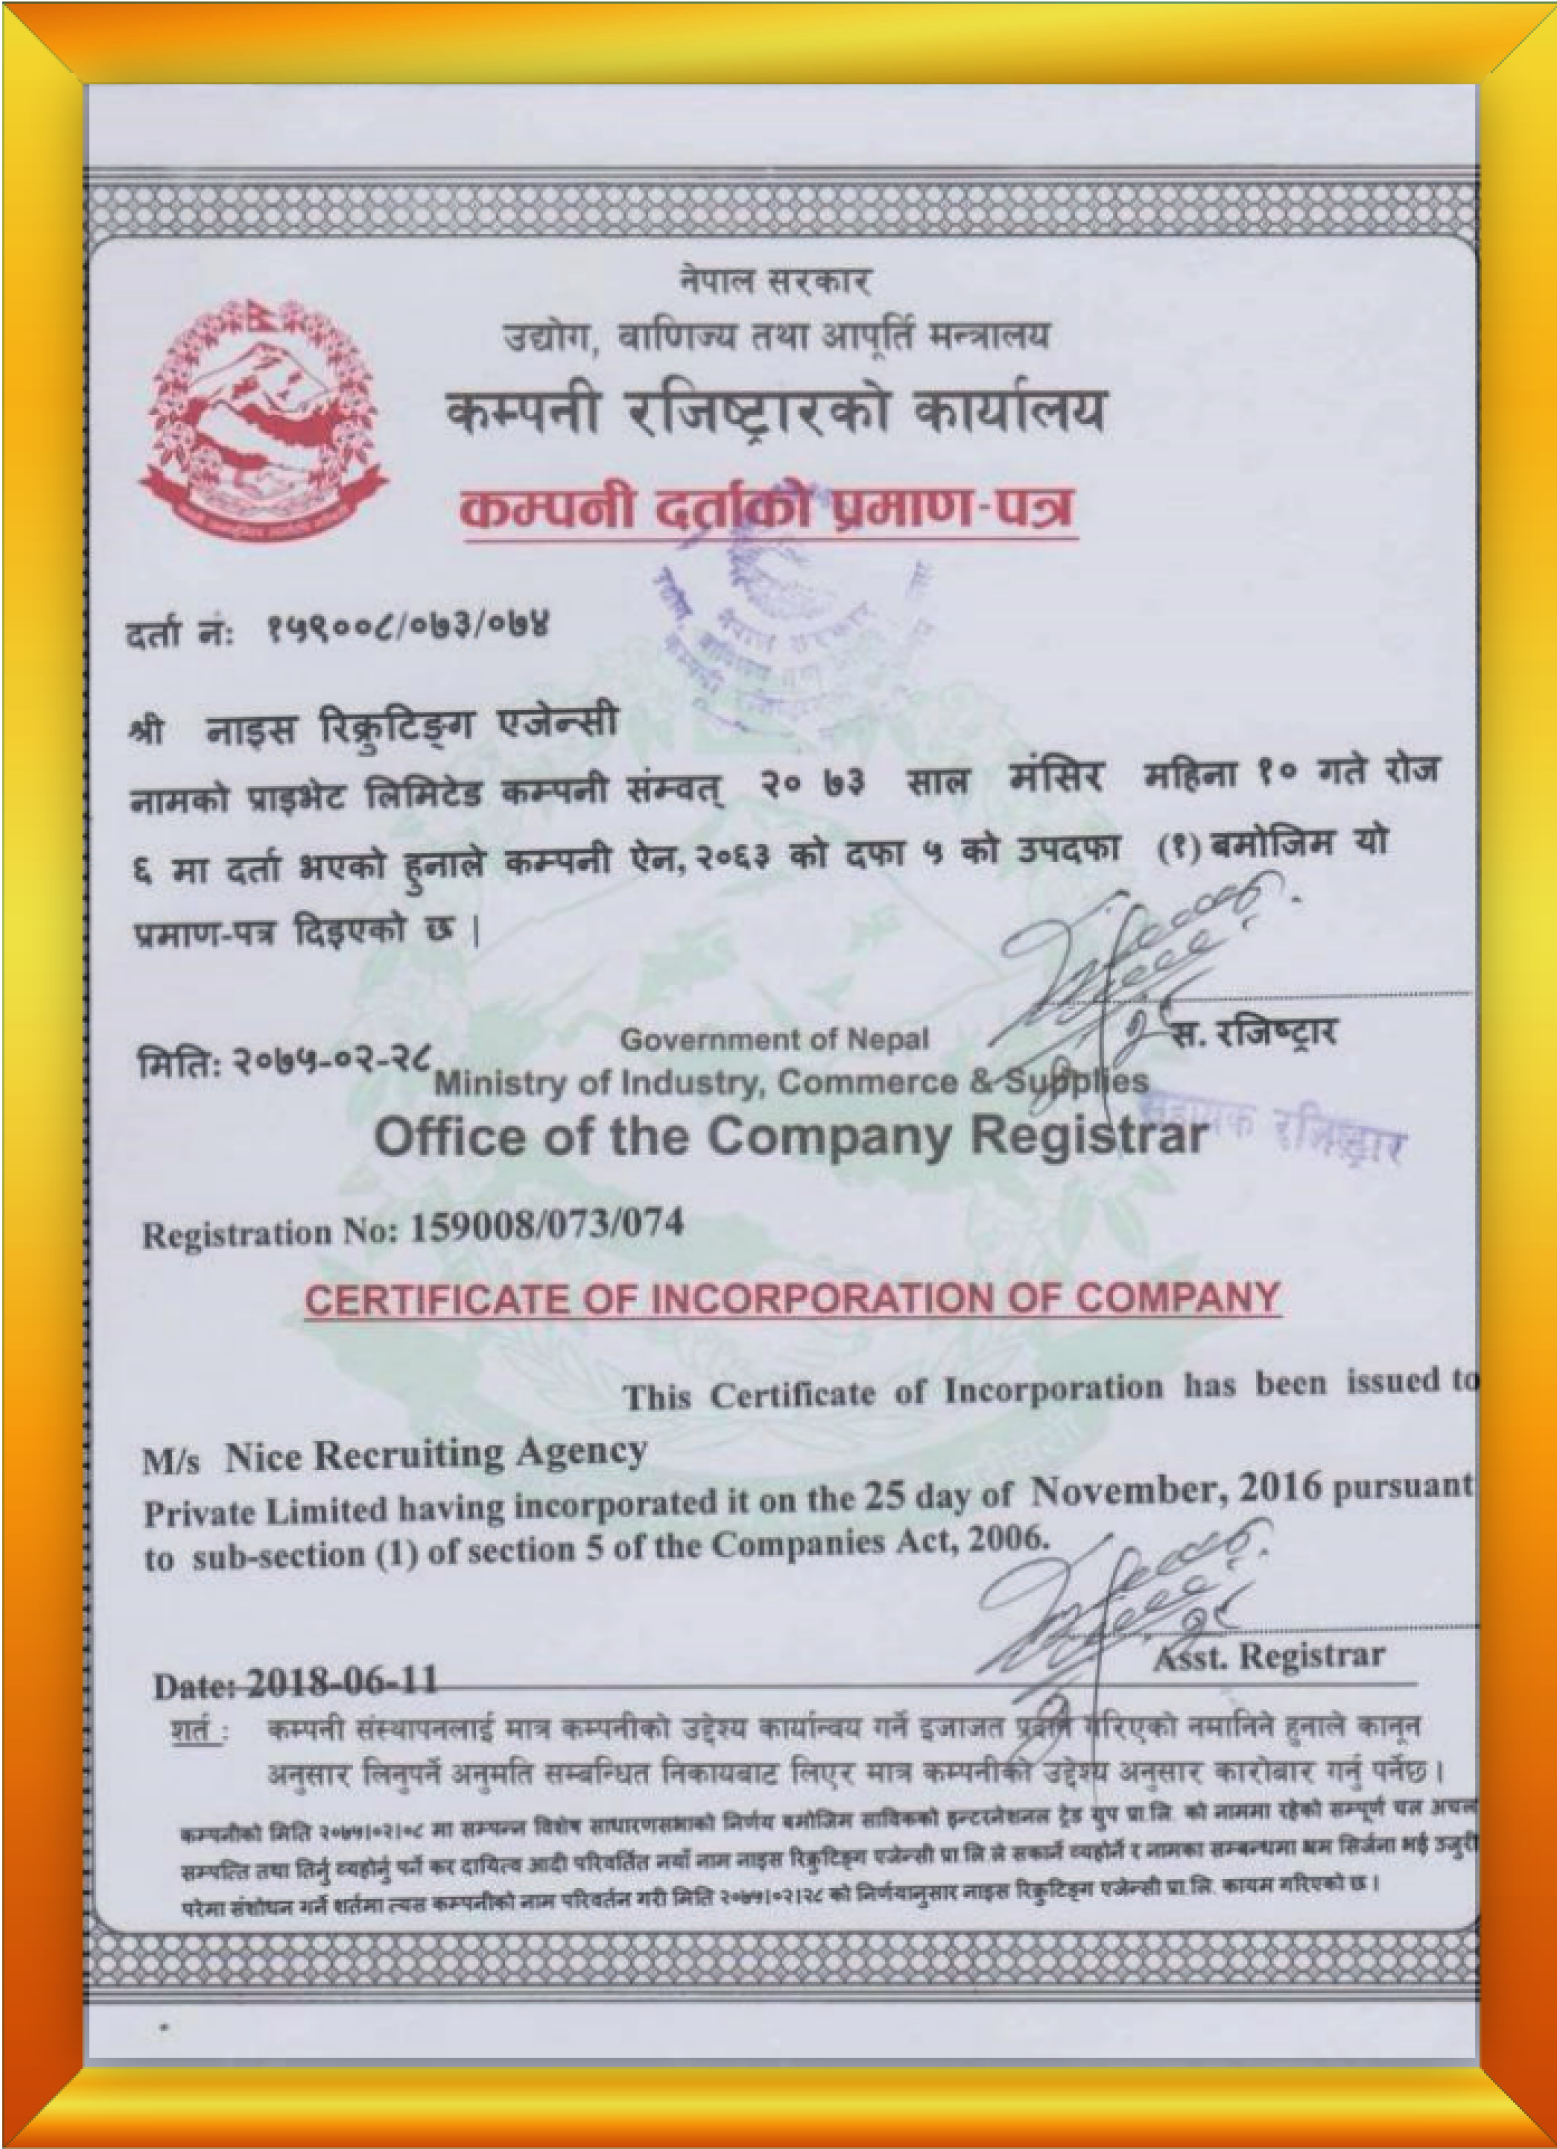 नेपाल सरकार
उद्योग, वाणिज्य तथा आपूर्ति मन्त्रालय
कम्पनी रजिष्ट्रारको कार्यालय
कम्पनी दर्ताको प्रमाण-पत्र
दर्ता नं: १५९००८/०७३/०७४
श्री नाइस रिक्रुटिङ्ग एजेन्सी
नामको प्राइभेट लिमिटेड कम्पनी संम्वत् २० ७३ साल मंसिर महिना १० गते रोज
६ मा दर्ता भएको हुनाले कम्पनी ऐन, २०६३ को दफा ५ को उपदफा (१) बमोजिम यो
प्रमाण-पत्र दिइएको छ |
स. रजिष्ट्रार
मिति: २०७५-०२-२८
सहायक रजिष्ट्रार
Government of Nepal
Ministry of Industry, Commerce & Supplies
Office of the Company Registrar
Registration No: 159008/073/074
CERTIFICATE OF INCORPORATION OF COMPANY
This Certificate of Incorporation has been issued to
M/s Nice Recruiting Agency
Private Limited having incorporated it on the 25 day of November, 2016 pursuant
to sub-section (1) of section 5 of the Companies Act, 2006.
Asst. Registrar
Date: 2018-06-11
शर्त : कम्पनी संस्थापनलाई मात्र कम्पनीको उद्देश्य कार्यान्वय गर्ने इजाजत प्रदान गरिएको नमानिने हुनाले कानून
अनुसार लिनुपर्ने अनुमति सम्बन्धित निकायबाट लिएर मात्र कम्पनीको उद्देश्य अनुसार कारोबार गर्नु पर्नेछ ।
कम्पनीको मिति २०७५।०२।०८ मा सम्पन्न विशेष साधारणसभाको निर्णय बमोजिम साविकको इन्टरनेशनल ट्रेड ग्रुप प्रा.लि. को नाममा रहेको सम्पूर्ण चल अचल
सम्पत्ति तथा तिर्नु व्यहोर्नु पर्ने कर दायित्व आदी परिवर्तित नयाँ नाम नाइस रिक्रुटिङ्ग एजेन्सी प्रा.लि ले सकार्ने व्यहोर्ने र नामका सम्बन्धमा भ्रम सिर्जना भई उजुरी
परेमा संशोधन गर्ने शर्तमा त्यस कम्पनीको नाम परिवर्तन गरी मिति २०७५।०२।२८ को निर्णयानुसार नाइस रिक्रुटिङ्ग एजेन्सी प्रा.लि. कायम गरिएको छ ।